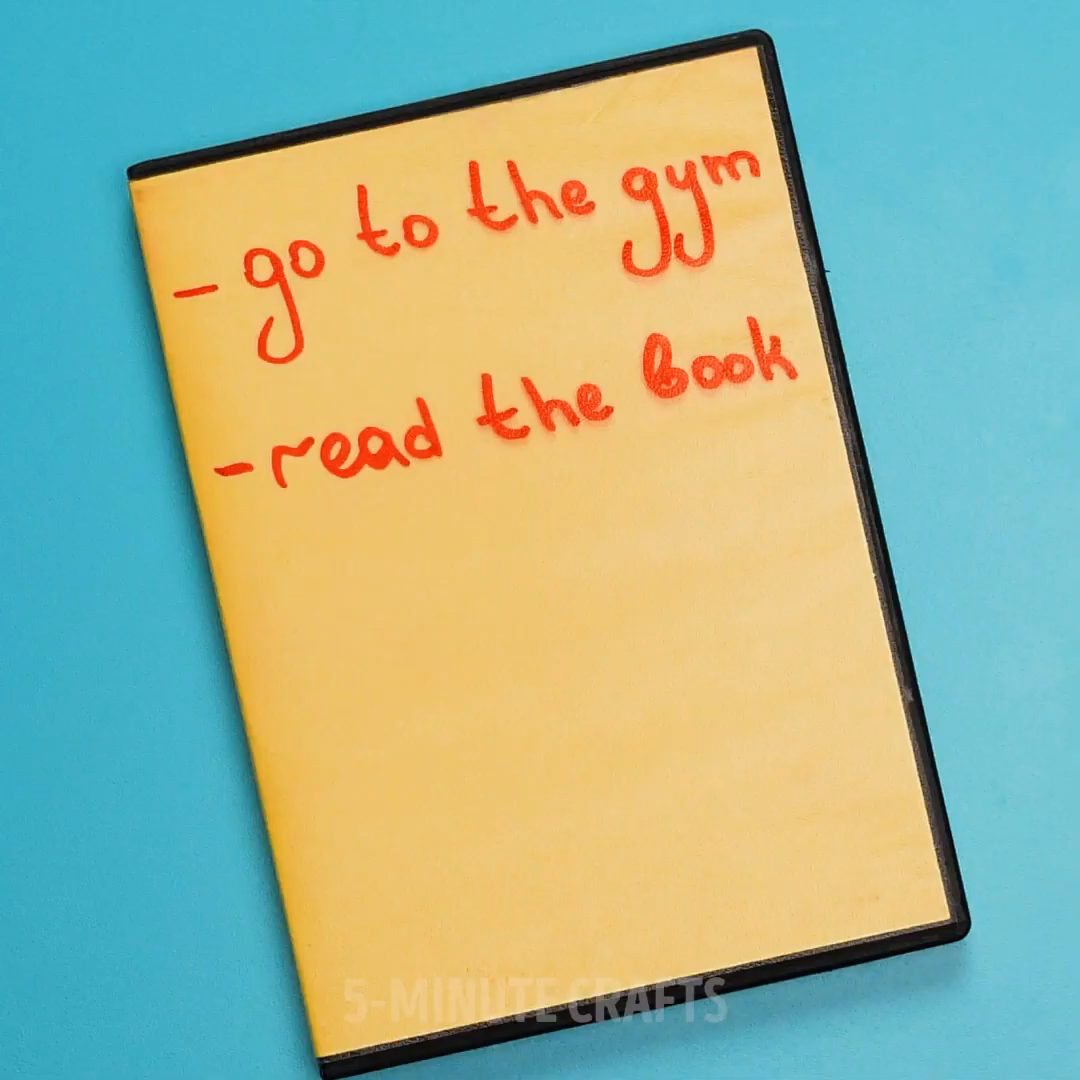 - go to the gym
- read the book
5-MINUTE CRAFTS